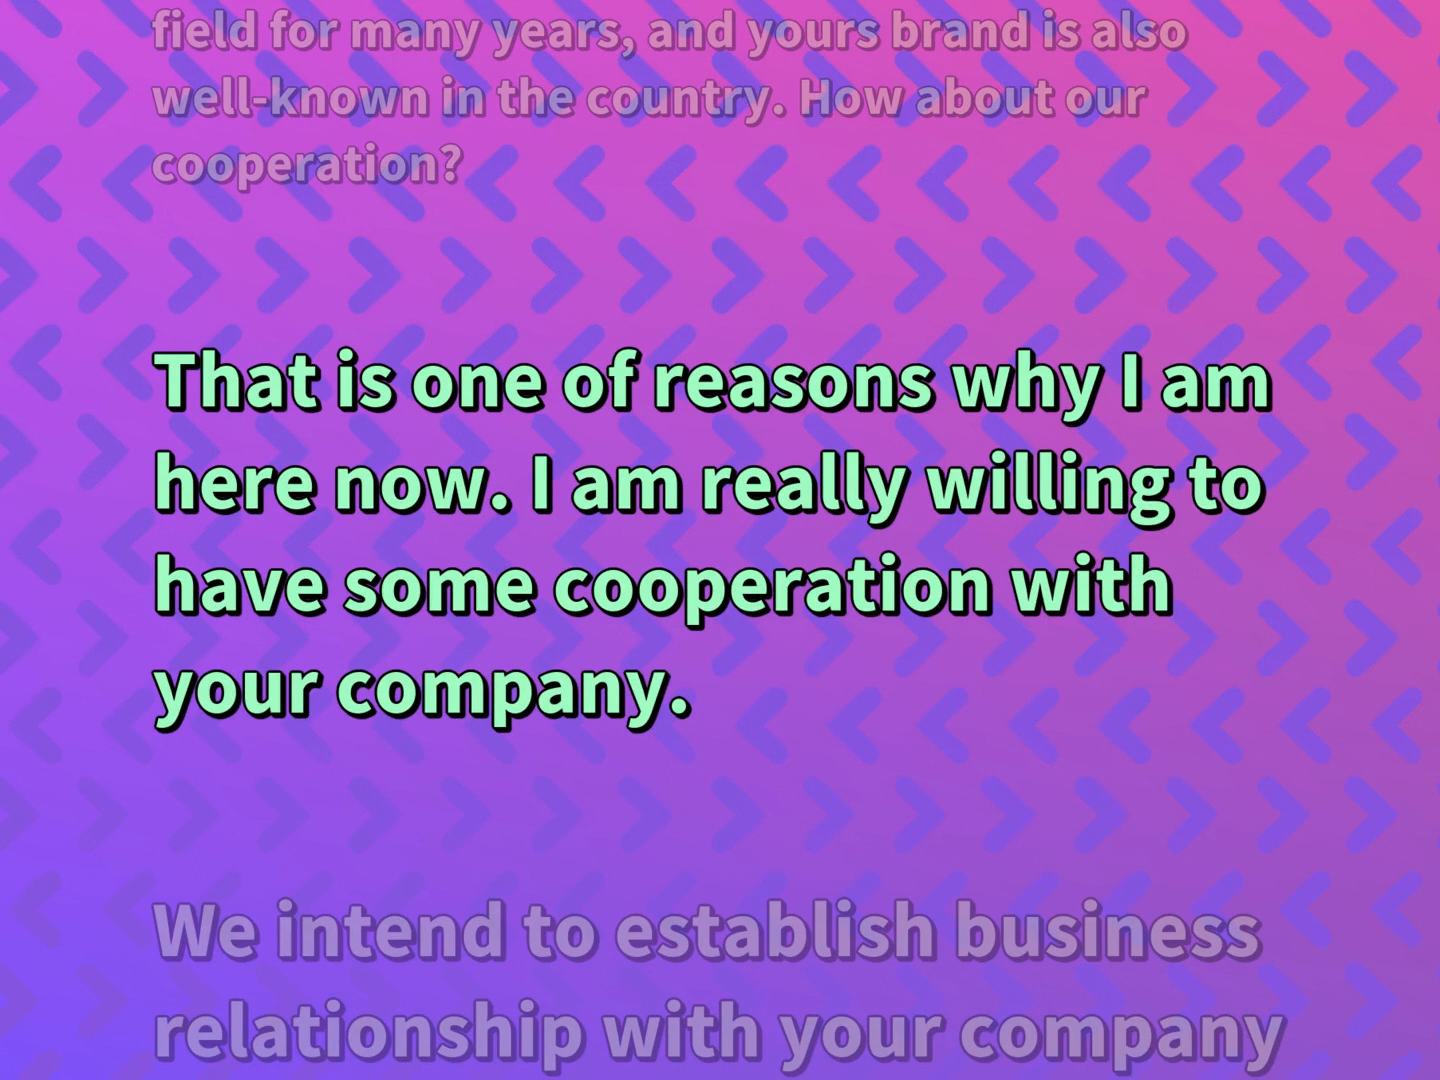 field for many years, and yours brand is also
well-known in the country. How about our
cooperation?
That is one of reasons why I am
here now. I am really willing to
have some cooperation with
your company.
We intend to establish business
relationship with your company